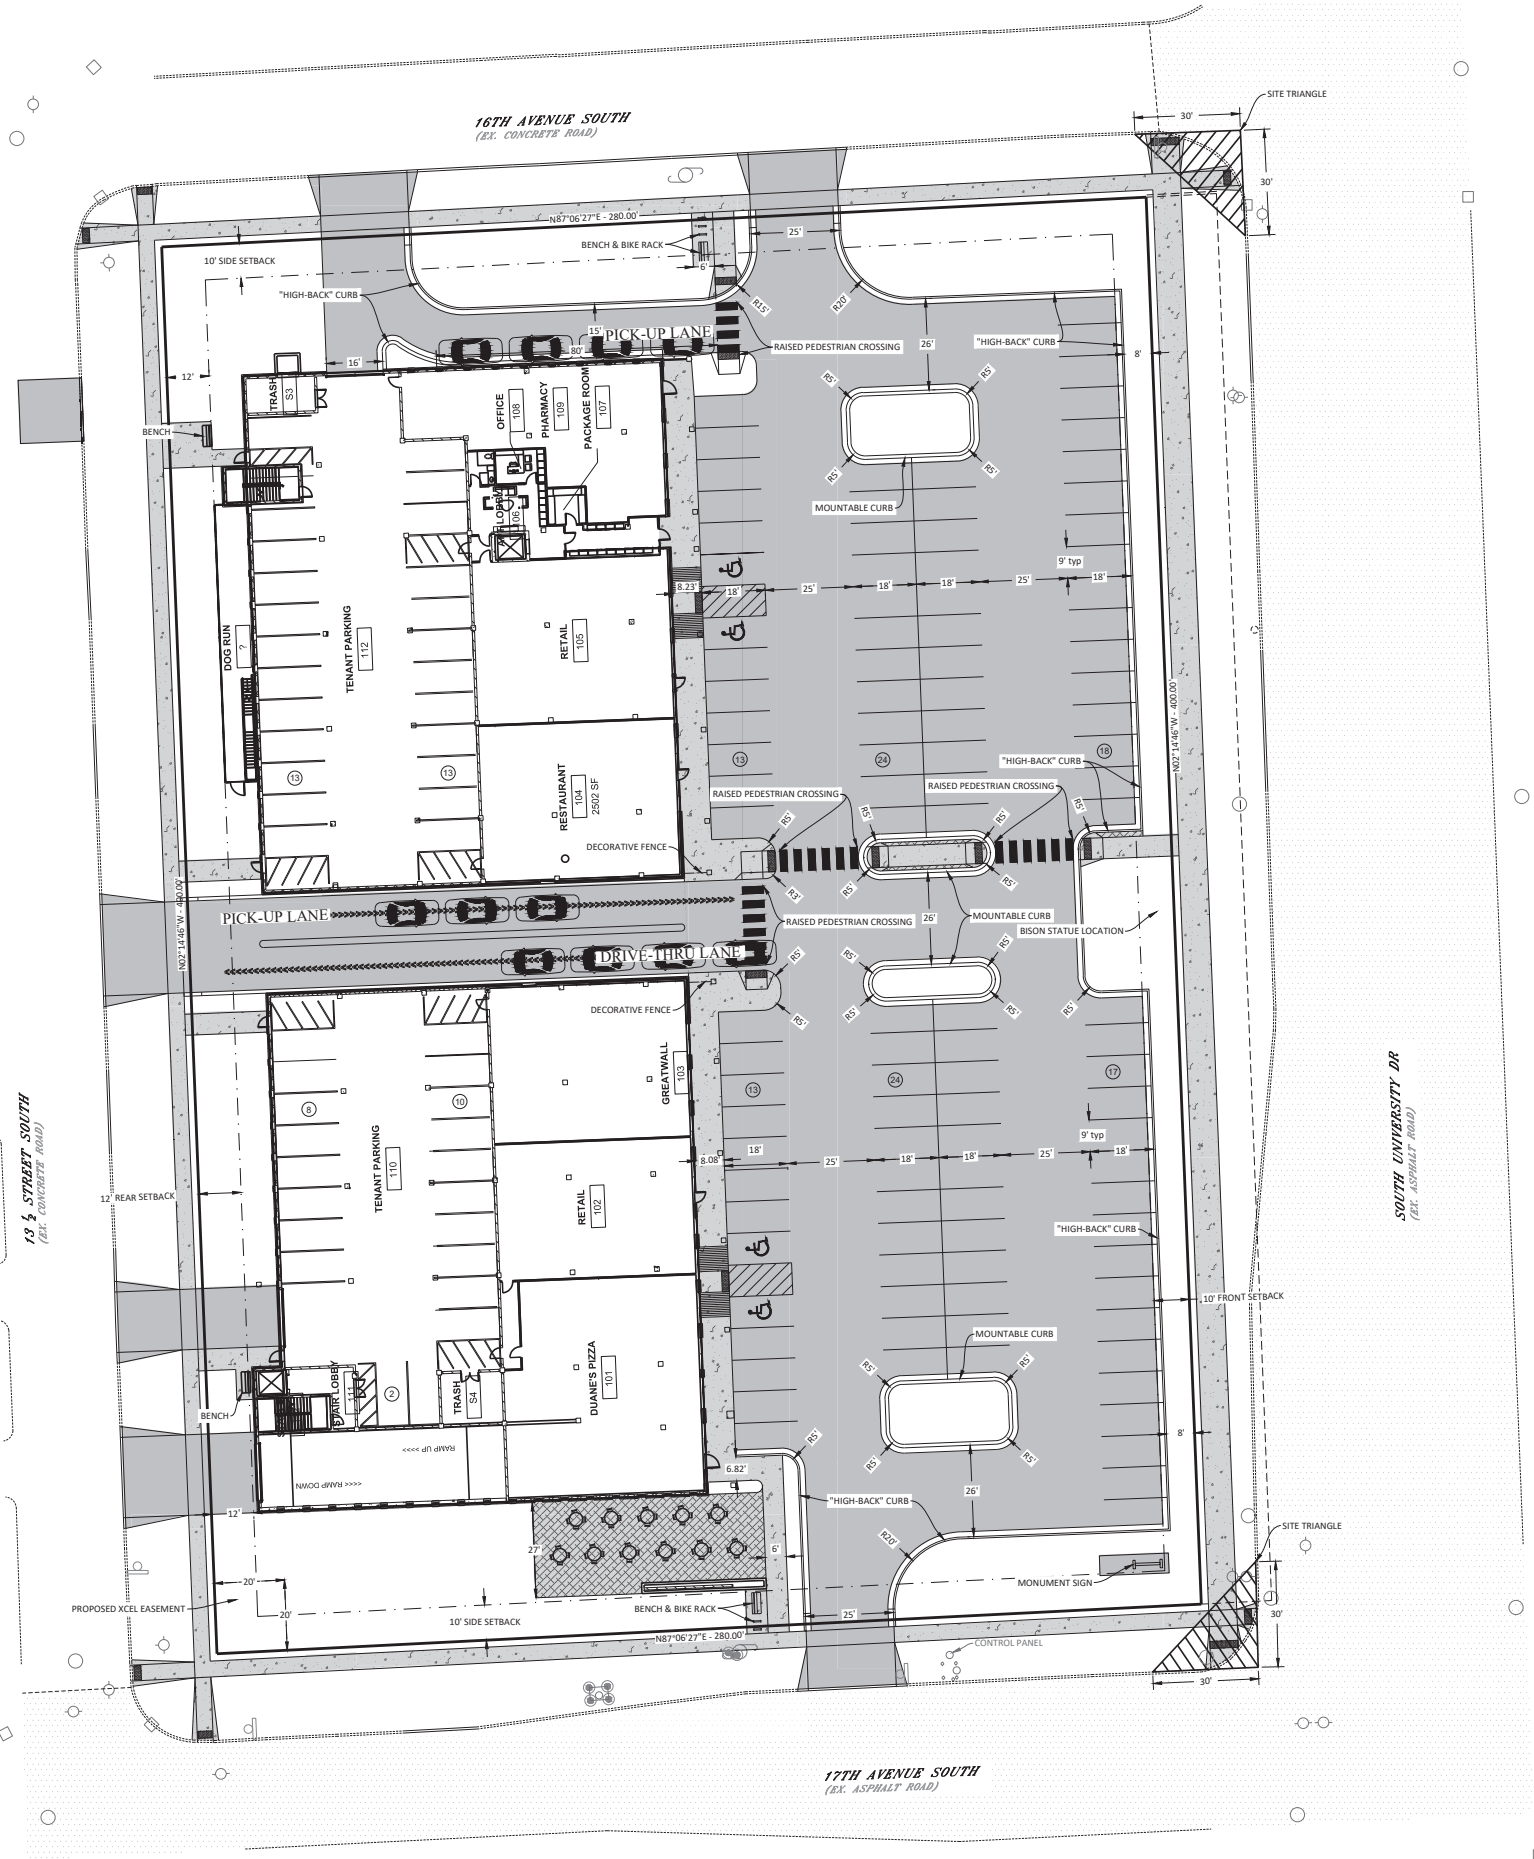 SITE TRIANGLE
30'
16TH AVENUE SOUTH
(EX. CONCRETE ROAD)
30'
N87°06'27"E - 280.00'
25'
BENCH & BIKE RACK
10' SIDE SETBACK
6'
"HIGH-BACK" CURB
R15'
R20'
15'
PICK-UP LANE
80'
RAISED PEDESTRIAN CROSSING
26'
"HIGH-BACK" CURB
8'
16'
12'
R5'
R5'
TRASH
S3
OFFICE
108
PHARMACY
109
PACKAGE ROOM
107
BENCH
R5'
R5'
MOUNTABLE CURB
LOBBY
106
9' typ
8.23'
18'
25'
18'
18'
25'
18'
DOG RUN
?
TENANT PARKING
112
RETAIL
105
N02°14'46"W - 400.00'
13
13
13
24
18
"HIGH-BACK" CURB
RESTAURANT
104
2502 SF
RAISED PEDESTRIAN CROSSING
RAISED PEDESTRIAN CROSSING
R5'
R5'
R5'
R5'
DECORATIVE FENCE
R3'
R5'
R5'
N02°14'46"W - 400.00'
PICK-UP LANE
26'
MOUNTABLE CURB
RAISED PEDESTRIAN CROSSING
BISON STATUE LOCATION
DRIVE-THRU LANE
R5'
R5'
R5'
DECORATIVE FENCE
R5'
R5'
R5'
R5'
GREATWALL
103
8
10
13
24
17
9' typ
TENANT PARKING
110
8.08'
18'
25'
18'
18'
25'
18'
12' REAR SETBACK
13 ½ STREET SOUTH
(EX. CONCRETE ROAD)
SOUTH UNIVERSITY DR
(EX. ASPHALT ROAD)
RETAIL
102
"HIGH-BACK" CURB
10' FRONT SETBACK
MOUNTABLE CURB
R5'
R5'
DUANE'S PIZZA
101
STAIR LOBBY
111
2
TRASH
S4
BENCH
8'
R5'
R5'
R5'
RAMP UP >>>>
<<<< RAMP DOWN
6.82'
26'
"HIGH-BACK" CURB
12'
R20'
SITE TRIANGLE
27'
6'
20'
MONUMENT SIGN
PROPOSED XCEL EASEMENT
20'
10' SIDE SETBACK
BENCH & BIKE RACK
25'
30'
N87°06'27"E - 280.00'
CONTROL PANEL
30'
17TH AVENUE SOUTH
(EX. ASPHALT ROAD)